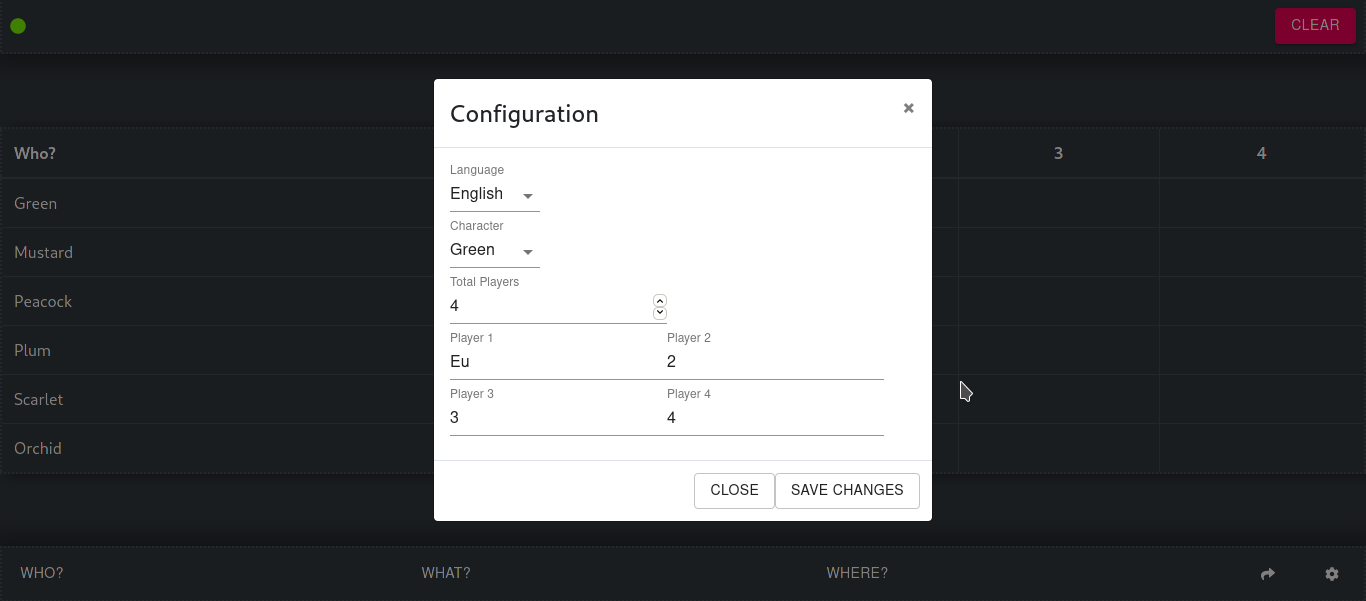 CLEAR
Configuration
×
Who? 3 4
Language
English
Green
Character
Green
Mustard
Total Players
4
Peacock
Player 1 Player 2
Eu 2
Plum
Player 3 Player 4
3 4
Scarlet
Orchid
CLOSE SAVE CHANGES
WHO? WHAT? WHERE?